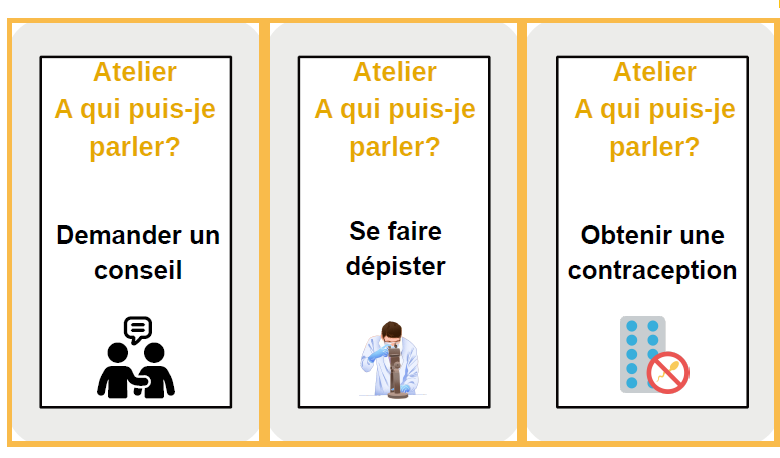 Atelier
A qui puis-je
parler?
Demander un
conseil
Atelier
A qui puis-je
parler?
Se faire
dépister
Atelier
A qui puis-je
parler?
Obtenir une
contraception